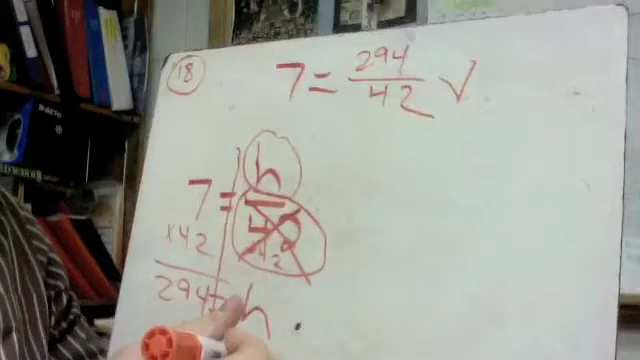 18
7 = 294/42 ✓
7 = h
×42 42
294 = h